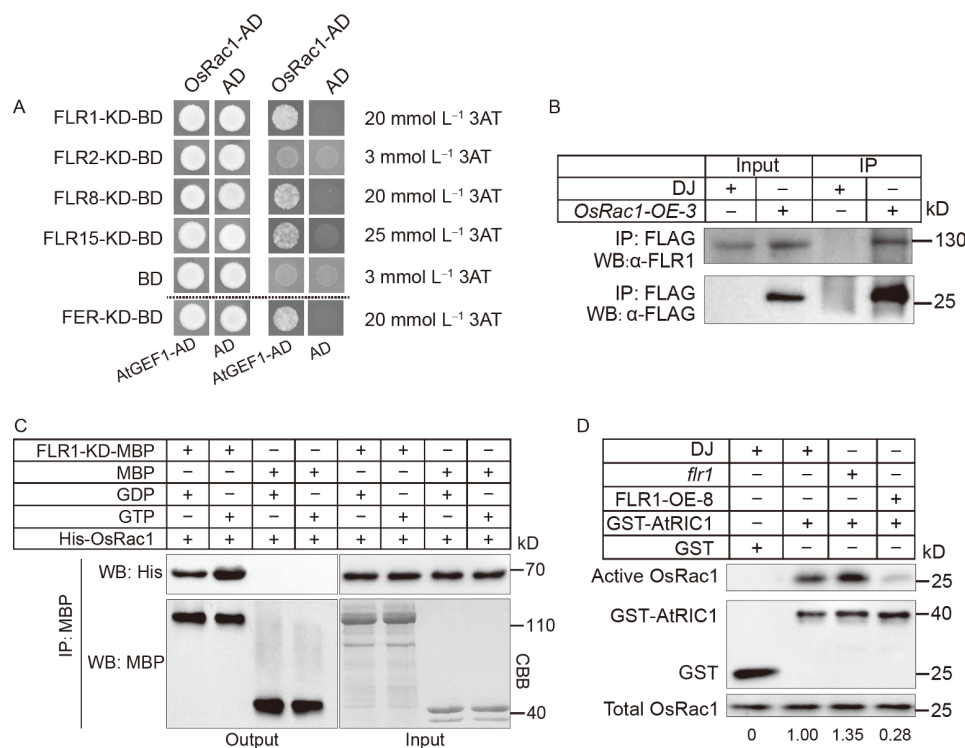 A
OsRac1-AD
AD
OsRac1-AD
AD
FLR1-KD-BD
20 mmol L⁻¹ 3AT
FLR2-KD-BD
3 mmol L⁻¹ 3AT
FLR8-KD-BD
20 mmol L⁻¹ 3AT
FLR15-KD-BD
25 mmol L⁻¹ 3AT
BD
3 mmol L⁻¹ 3AT
FER-KD-BD
20 mmol L⁻¹ 3AT
AtGEF1-AD
AD
AtGEF1-AD
AD
B
Input IP
DJ + – + –
OsRac1-OE-3 – + – + kD
IP: FLAG
WB:α-FLR1
130
IP: FLAG
WB: α-FLAG
25
C
FLR1-KD-MBP + + – – + + – –
MBP – – + + – – + +
GDP + – + – + – + –
GTP – + – + – + – +
His-OsRac1 + + + + + + + + kD
IP: MBP
WB: His
70
WB: MBP
110
CBB
40
Output Input
D
DJ + + – –
flr1 – – + –
FLR1-OE-8 – – – +
GST-AtRIC1 – + + +
GST + – – – kD
Active OsRac1 25
GST-AtRIC1 40
GST 25
Total OsRac1 25
0 1.00 1.35 0.28